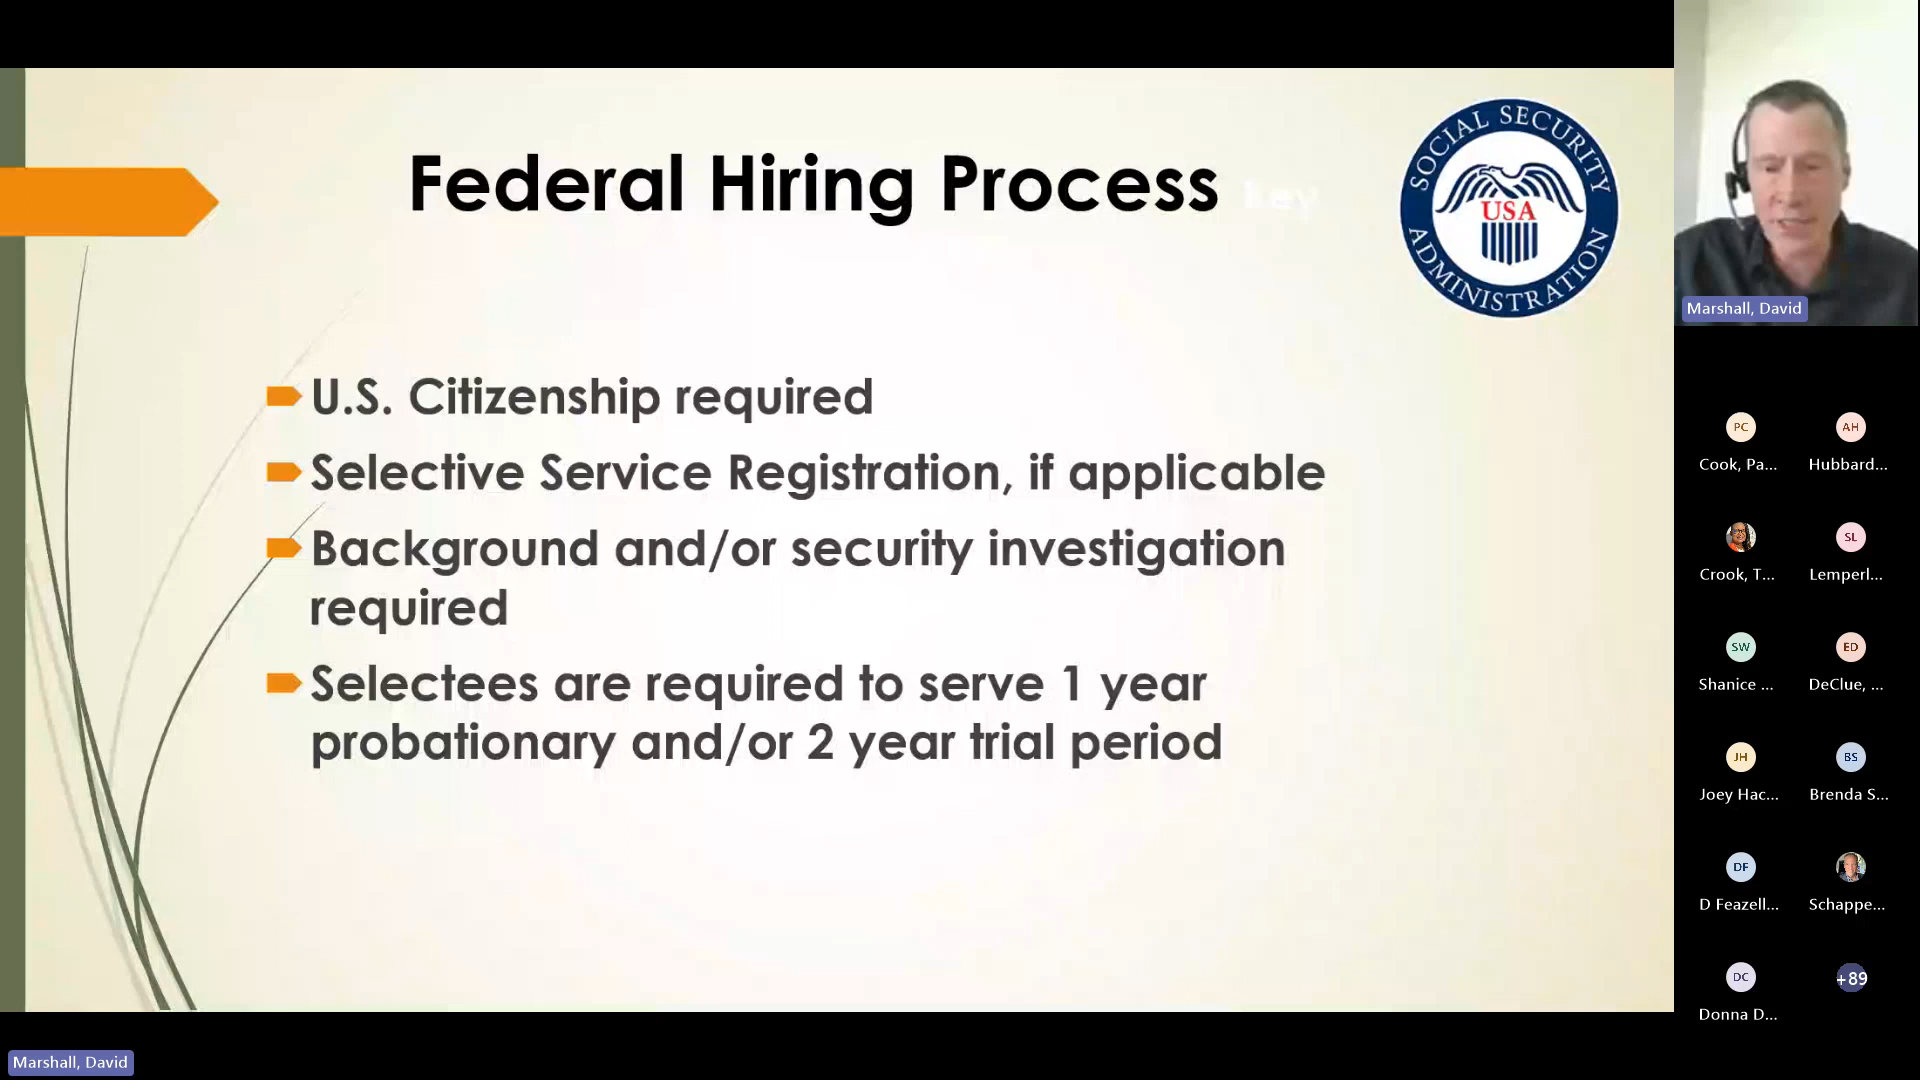 Federal Hiring Process key
SOCIAL SECURITY
USA
ADMINISTRATION
U.S. Citizenship required
Selective Service Registration, if applicable
Background and/or security investigation
required
Selectees are required to serve 1 year
probationary and/or 2 year trial period
Marshall, David
PC
AH
Cook, Pa...
Hubbard...
SL
Crook, T...
Lemperl...
SW
ED
Shanice ...
DeClue, ...
JH
BS
Joey Hac...
Brenda S...
DF
D Feazell...
Schappe...
DC
+89
Donna D...
Marshall, David